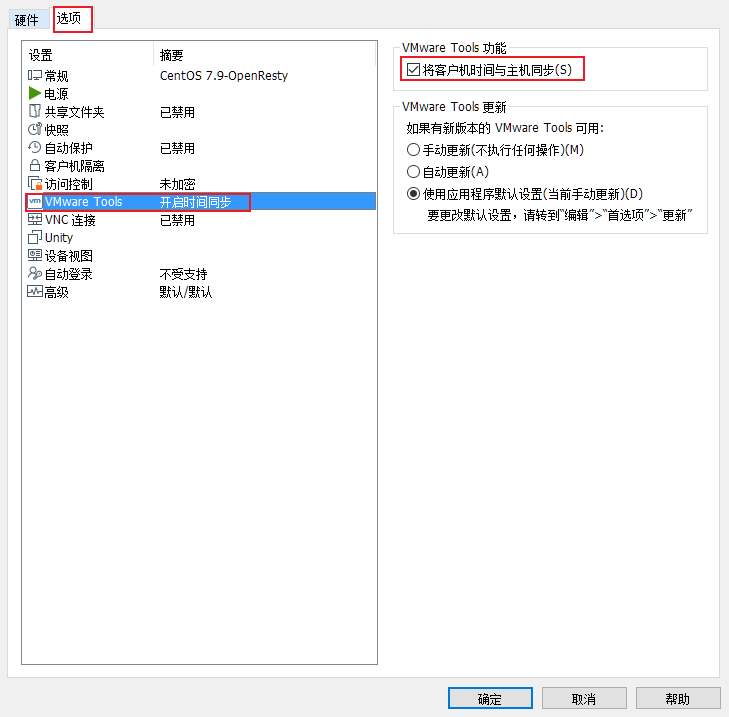 硬件 选项
设置 摘要
常规 CentOS 7.9-OpenResty
电源
共享文件夹 已禁用
快照
自动保护 已禁用
客户机隔离
访问控制 未加密
vm VMware Tools 开启时间同步
VNC 连接 已禁用
Unity
设备视图
自动登录 不受支持
高级 默认/默认
VMware Tools 功能
将客户机时间与主机同步(S)
VMware Tools 更新
如果有新版本的 VMware Tools 可用:
手动更新(不执行任何操作)(M)
自动更新(A)
使用应用程序默认设置(当前手动更新)(D)
要更改默认设置，请转到“编辑”>“首选项”>“更新”
确定 取消 帮助